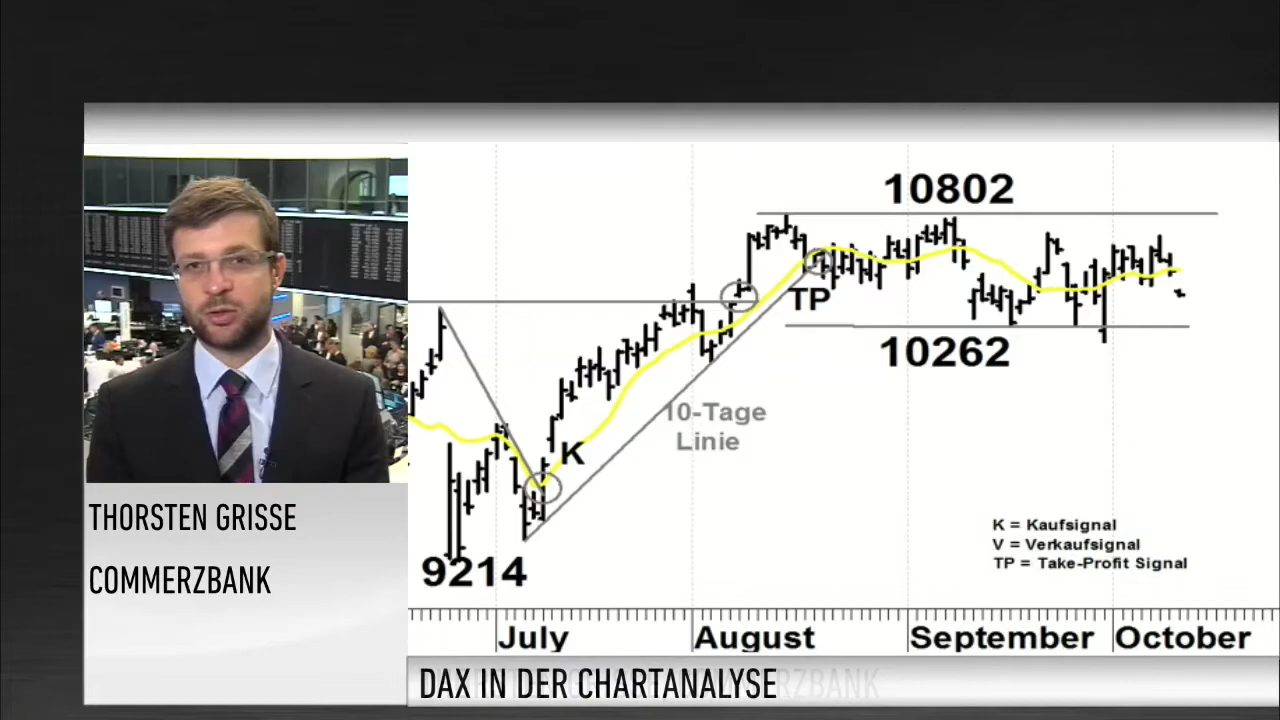 THORSTEN GRISSE
COMMERZBANK
10802
TP
10262
10-Tage
Linie
K
9214
K = Kaufsignal
V = Verkaufsignal
TP = Take-Profit Signal
July
August
September
October
DAX IN DER CHARTANALYSE